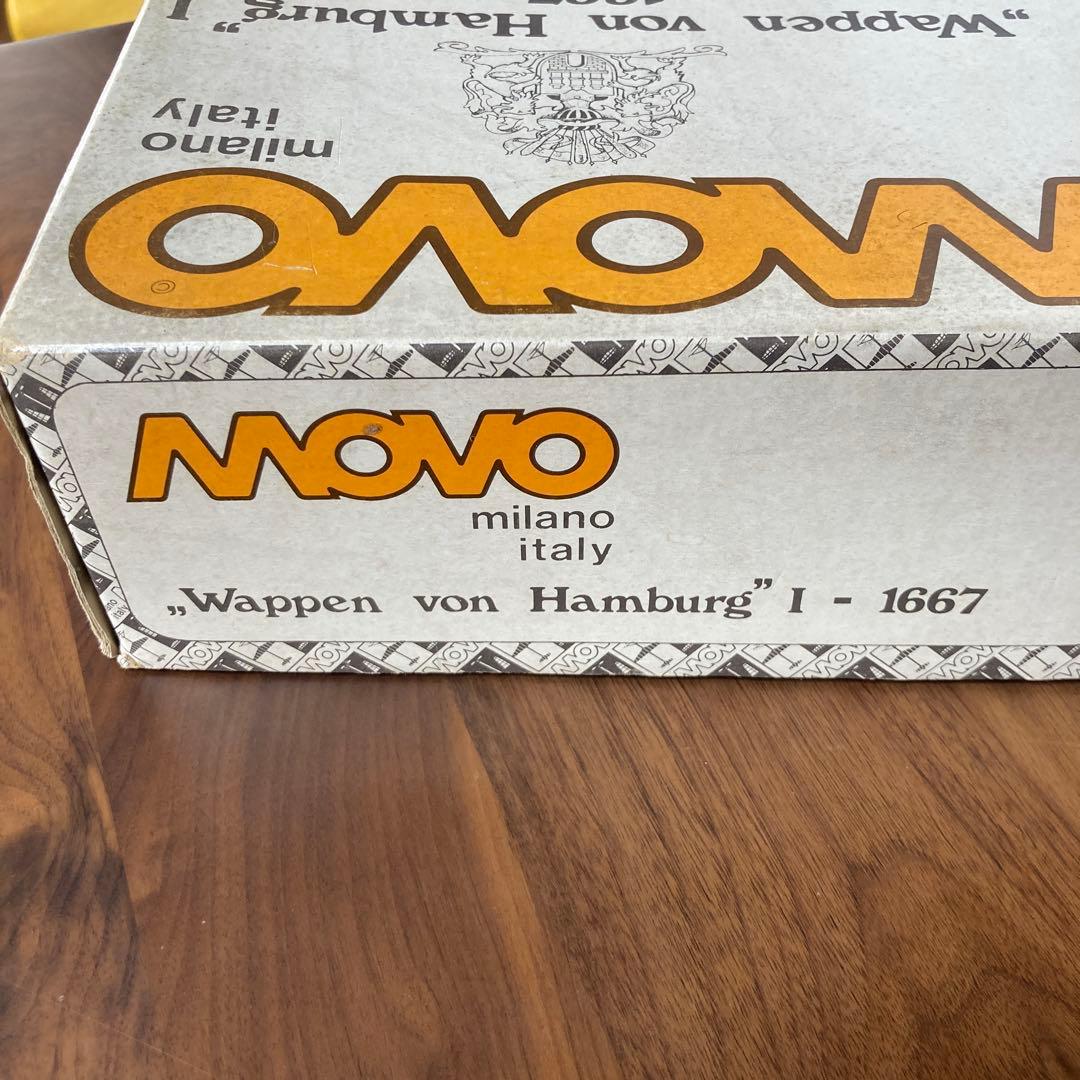 „Wappen von Hamburg” I
milano
italy
MOVO
©
MOVO
milano
italy
„Wappen von Hamburg” I - 1667